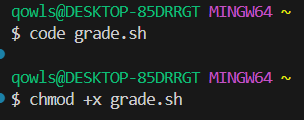 qowls@DESKTOP-85DRRGT MINGW64 ~
$ code grade.sh
qowls@DESKTOP-85DRRGT MINGW64 ~
$ chmod +x grade.sh